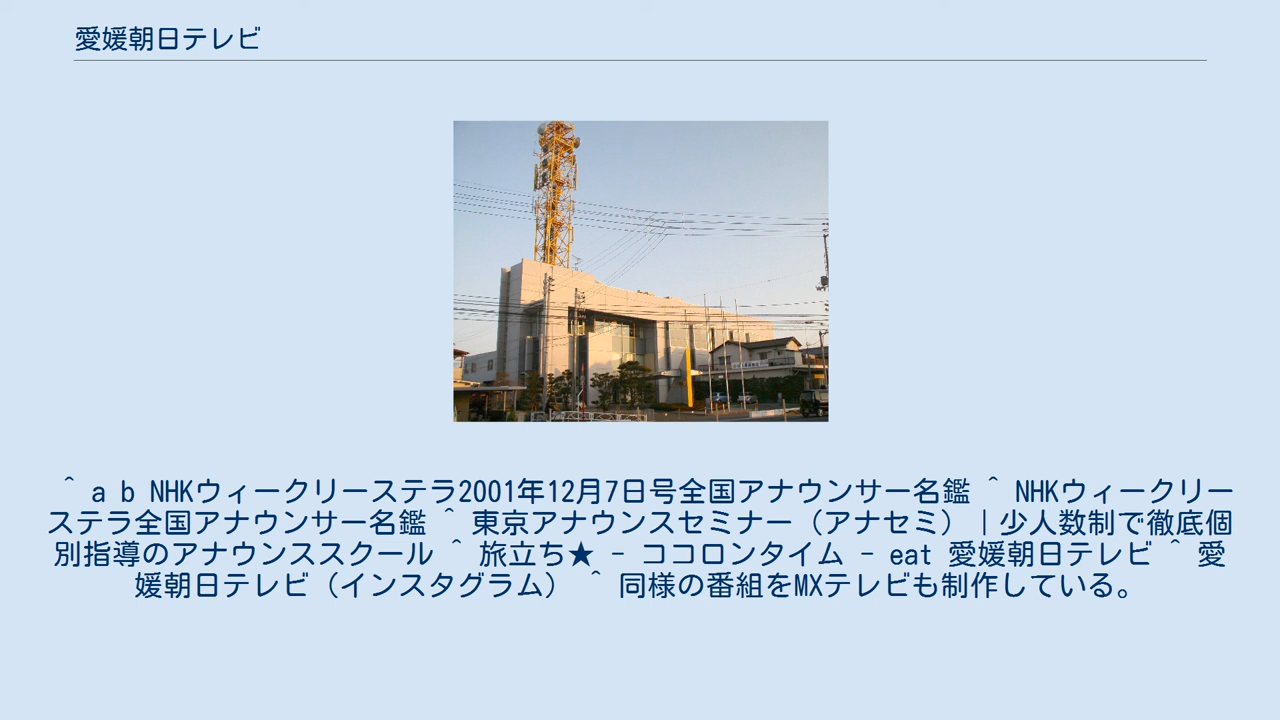 愛媛朝日テレビ
^ a b NHKウィークリーステラ2001年12月7日号全国アナウンサー名鑑 ^ NHKウィークリー
ステラ全国アナウンサー名鑑 ^ 東京アナウンスセミナー（アナセミ）｜少人数制で徹底個
別指導のアナウンススクール ^ 旅立ち★ - ココロンタイム - eat 愛媛朝日テレビ ^ 愛
媛朝日テレビ（インスタグラム） ^ 同様の番組をMXテレビも制作している。